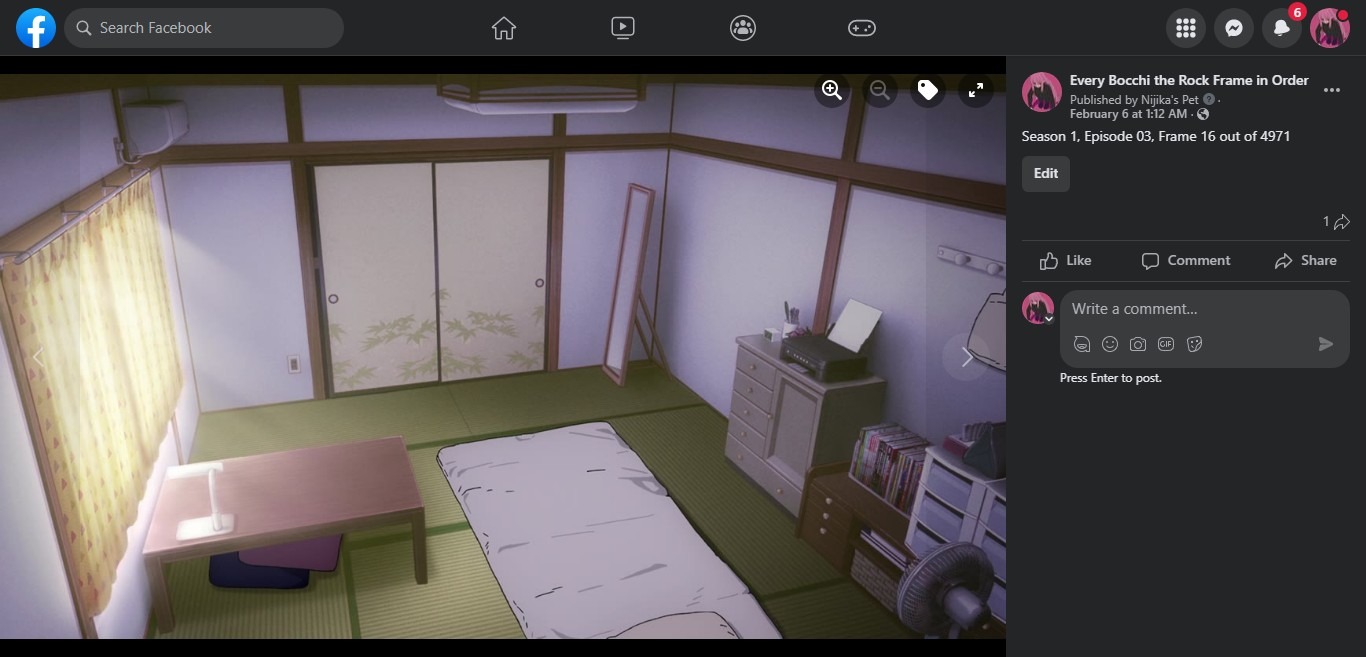 Search Facebook
6
Every Bocchi the Rock Frame in Order
Published by Nijika's Pet ·
February 6 at 1:12 AM ·
Season 1, Episode 03, Frame 16 out of 4971
Edit
1
Like Comment Share
Write a comment...
GIF
Press Enter to post.